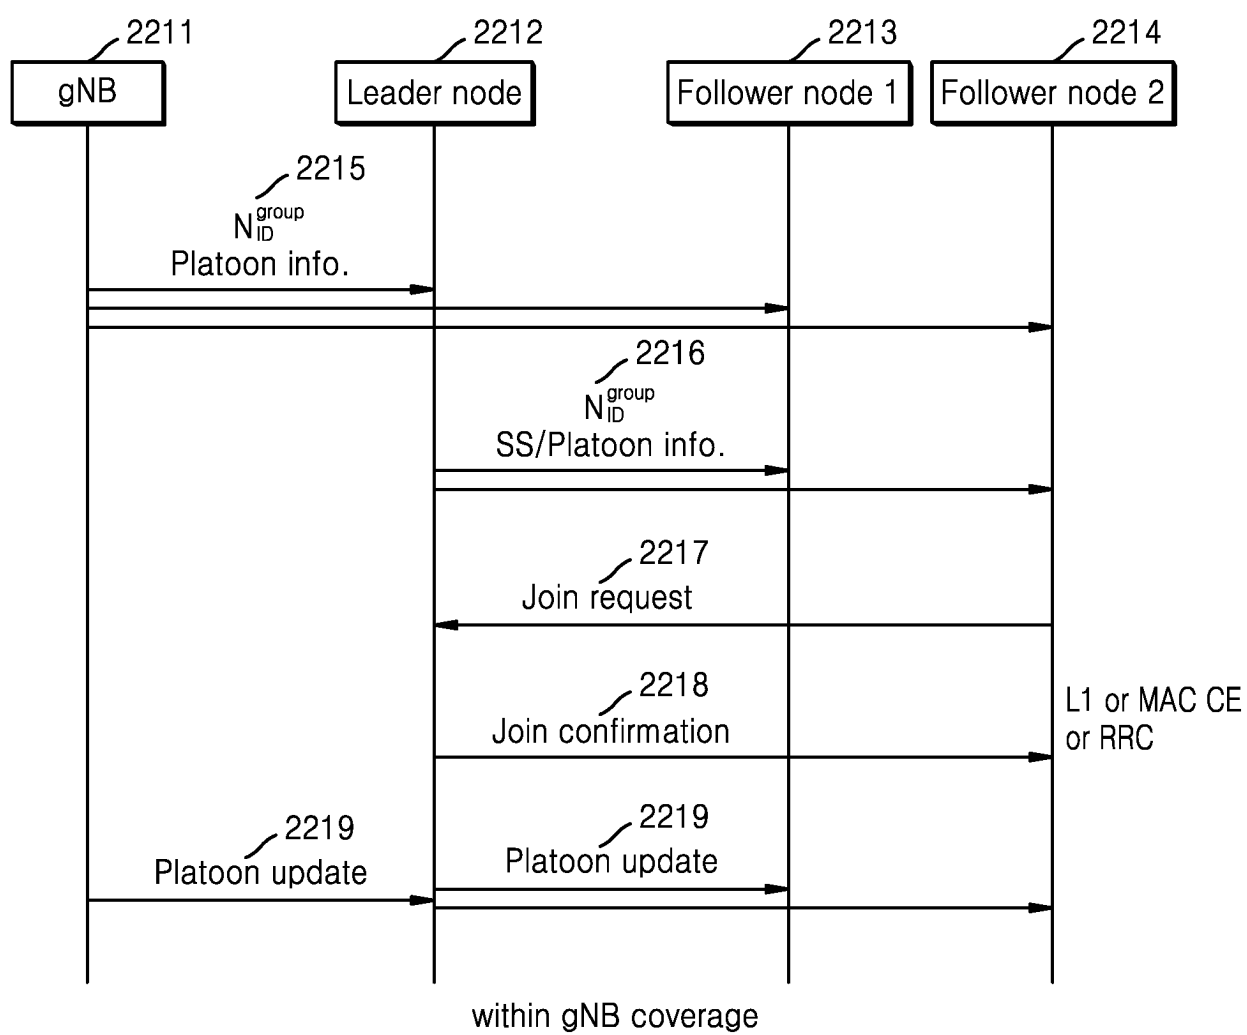 2211 2212 2213 2214
gNB Leader node Follower node 1 Follower node 2
2215
N_ID^group
Platoon info.
2216
N_ID^group
SS/Platoon info.
2217
Join request
2218
Join confirmation
L1 or MAC CE
or RRC
2219
Platoon update
2219
Platoon update
within gNB coverage